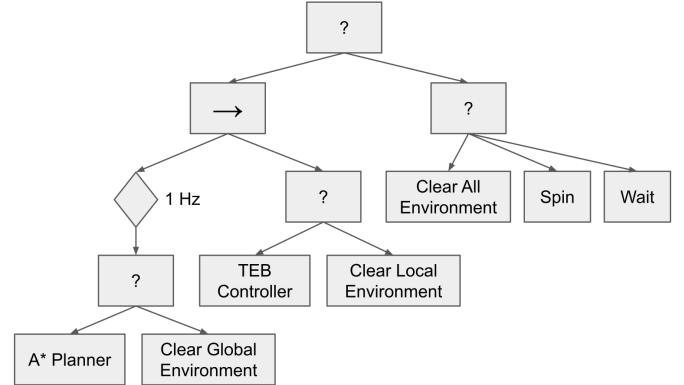 ?
→
?
Clear All
Environment
Spin
Wait
1 Hz
?
TEB
Controller
Clear Local
Environment
?
A* Planner
Clear Global
Environment